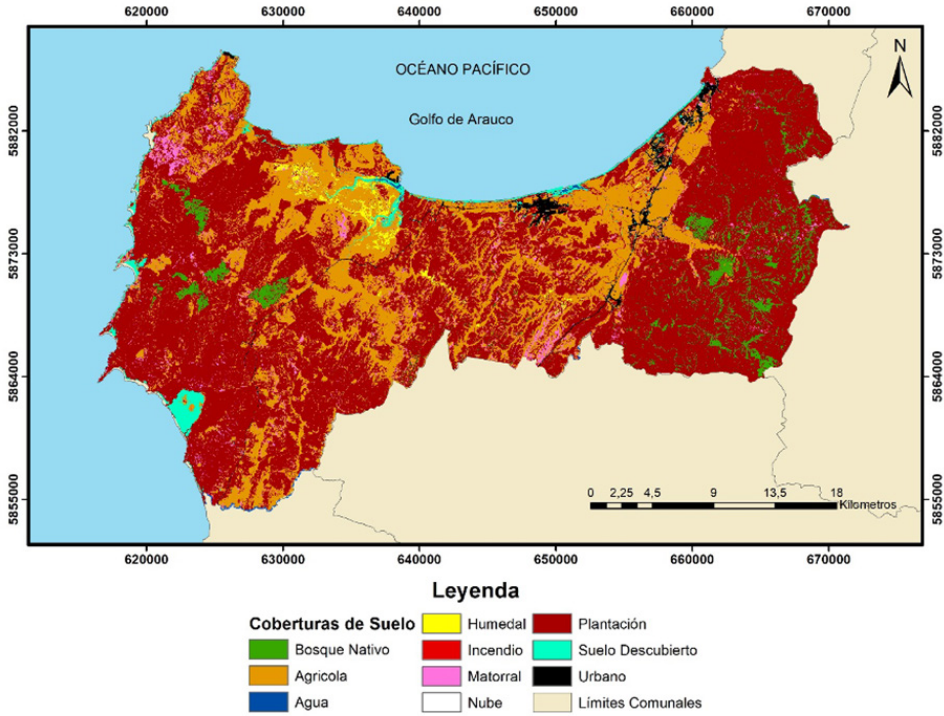 620000 630000 640000 650000 660000 670000
OCÉANO PACÍFICO
N
Golfo de Arauco
5882000 5882000
5873000 5873000
5864000 5864000
5855000 5855000
0 2,25 4,5 9 13,5 18
Kilometros
620000 630000 640000 650000 660000 670000
Leyenda
Coberturas de Suelo
Bosque Nativo
Agricola
Agua
Humedal
Incendio
Matorral
Nube
Plantación
Suelo Descubierto
Urbano
Límites Comunales